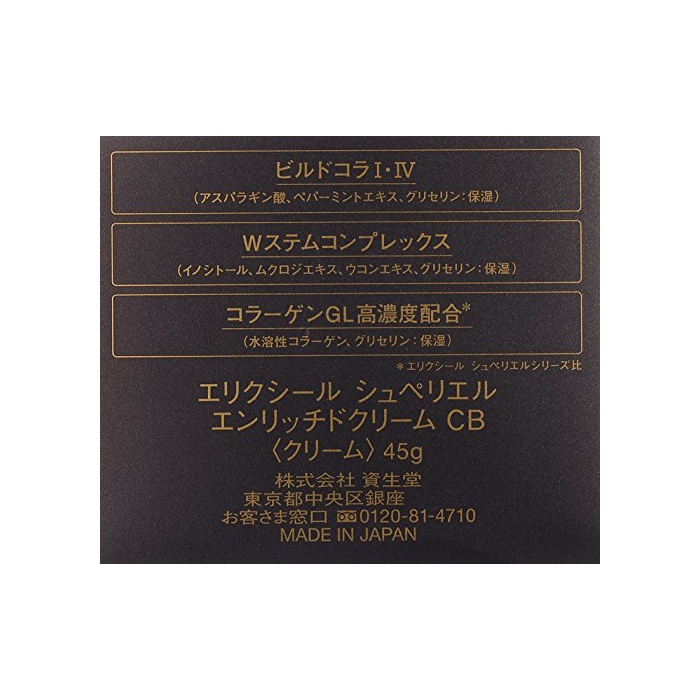 ビルドコラⅠ・Ⅳ
(アスパラギン酸、ペパーミントエキス、グリセリン:保湿)
Wステムコンプレックス
(イノシトール、ムクロジエキス、ウコンエキス、グリセリン:保湿)
コラーゲンGL高濃度配合*
(水溶性コラーゲン、グリセリン:保湿)
*エリクシール シュペリエルシリーズ比
エリクシール シュペリエル
エンリッチドクリーム CB
〈クリーム〉45g
株式会社 資生堂
東京都中央区銀座
お客さま窓口 0120-81-4710
MADE IN JAPAN